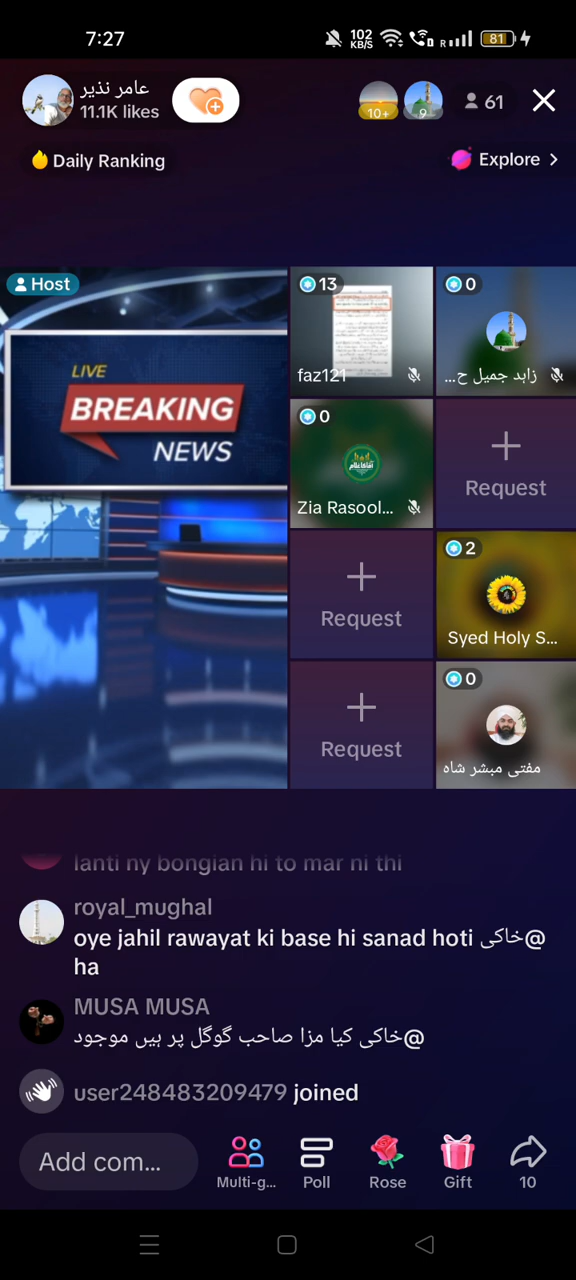 7:27
102
KB/S
R
81
عامر نذیر
11.1K likes
10+
9
61
Daily Ranking
Explore >
Host
LIVE
BREAKING
NEWS
13
faz121
0
زاہد جمیل ح...
0
Zia Rasool...
Request
Request
2
Syed Holy S...
Request
0
مفتی مبشر شاہ
lanti ny bongian hi to mar ni thi
royal_mughal
@خاکی oye jahil rawayat ki base hi sanad hoti
ha
MUSA MUSA
@خاکی کیا مزا صاحب گوگل پر ہیں موجود
user248483209479 joined
Add com...
Multi-g...
Poll
Rose
Gift
10